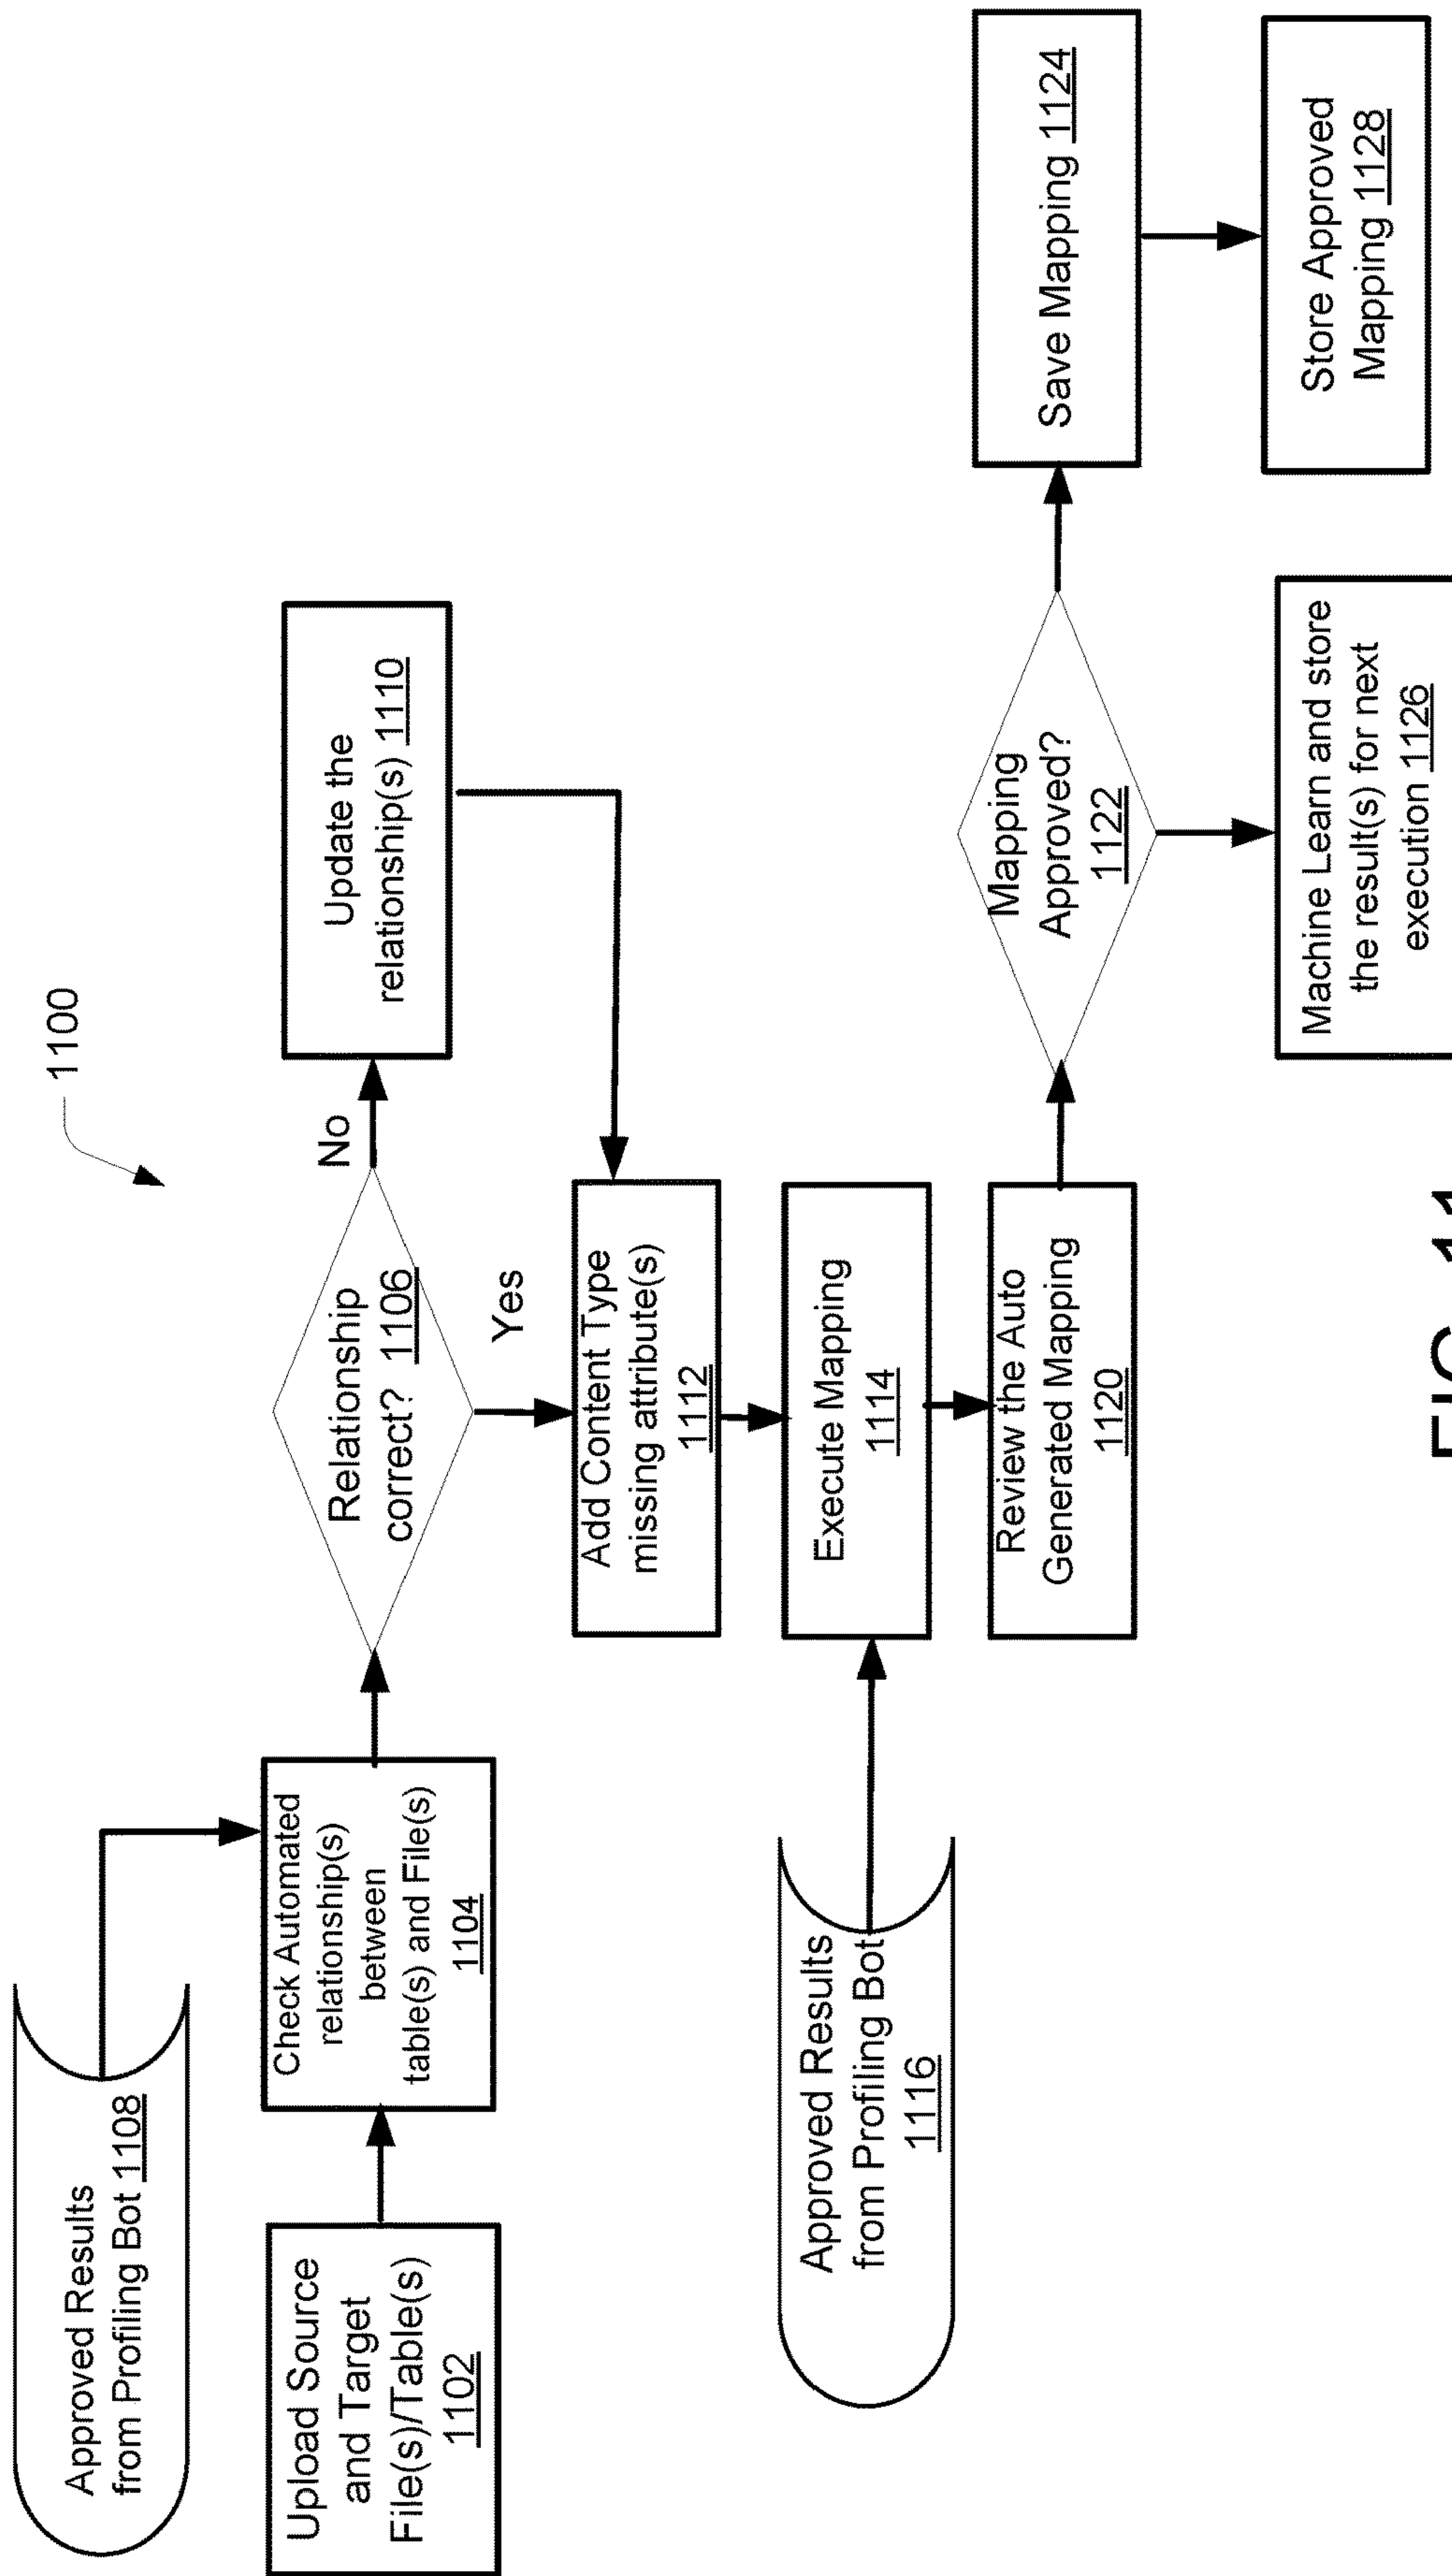 1100
Approved Results
from Profiling Bot 1108
Upload Source
and Target
File(s)/Table(s)
1102
Check Automated
relationship(s)
between
table(s) and File(s)
1104
Relationship
correct? 1106
No
Yes
Update the
relationship(s) 1110
Add Content Type
missing attribute(s)
1112
Approved Results
from Profiling Bot
1116
Execute Mapping
1114
Review the Auto
Generated Mapping
1120
Mapping
Approved?
1122
Save Mapping 1124
Machine Learn and store
the result(s) for next
execution 1126
Store Approved
Mapping 1128